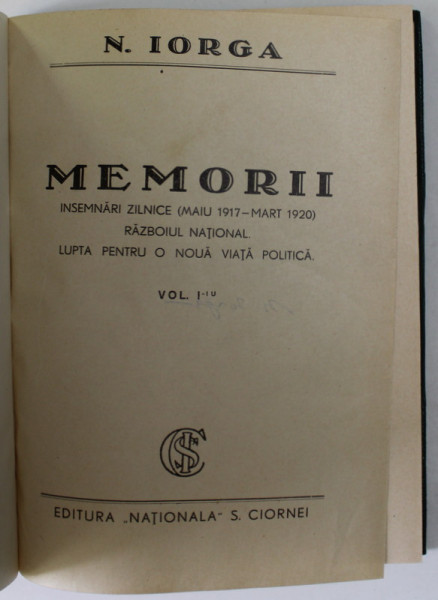 N. IORGA
MEMORII
INSEMNĂRI ZILNICE (MAIU 1917–MART 1920)
RĂZBOIUL NAȚIONAL.
LUPTA PENTRU O NOUĂ VIAȚĂ POLITICĂ.
VOL. I-IU
EDITURA „NAȚIONALA” S. CIORNEI